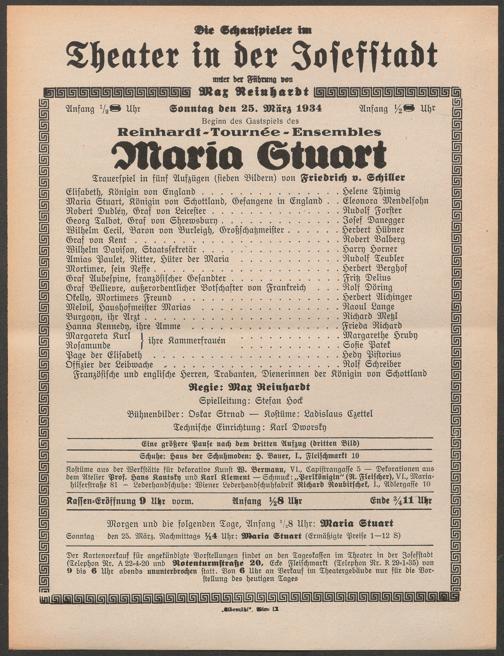 Die Schauspieler im
Theater in der Josefstadt
unter der Führung von
Max Reinhardt
Anfang Uhr Sonntag den 25. März 1934 Anfang Uhr
Beginn des Gastspiels des
Reinhardt-Tournée-Ensembles
Maria Stuart
Trauerspiel in fünf Aufzügen (sieben Bildern) von Friedrich v. Schiller
Elisabeth, Königin von England . . . Helene Thimig
Maria Stuart, Königin von Schottland, Gefangene in England . . . Eleonora Mendelsohn
Robert Dudley, Graf von Leicester . . . Rudolf Forster
Georg Talbot, Graf von Shrewsbury . . . Josef Danegger
Wilhelm Cecil, Baron von Burleigh, Großschatzmeister . . . Herbert Hübner
Graf von Kent . . . Robert Valberg
Wilhelm Davison, Staatssekretär . . . Harry Horner
Amias Paulet, Ritter, Hüter der Maria . . . Rudolf Teubler
Mortimer, sein Neffe . . . Herbert Berghof
Graf Aubespine, französischer Gesandter . . . Fritz Delius
Graf Bellievre, außerordentlicher Botschafter von Frankreich . . . Rolf Döring
Okelly, Mortimers Freund . . . Herbert Aichinger
Melvil, Haushofmeister Marias . . . Raoul Lange
Burgoyn, ihr Arzt . . . Richard Metzl
Hanna Kennedy, ihre Amme . . . Frieda Richard
Margareta Kurl } ihre Kammerfrauen . . . Margarethe Hruby
Rosamunde . . . Sofie Patek
Page der Elisabeth . . . Hedy Pistorius
Offizier der Leibwache . . . Rolf Schreiber
Französische und englische Herren, Trabanten, Dienerinnen der Königin von Schottland
Regie: Max Reinhardt
Spielleitung: Stefan Hock
Bühnenbilder: Oskar Strnad — Kostüme: Ladislaus Czettel
Technische Einrichtung: Karl Dworsky
Eine größere Pause nach dem dritten Aufzug (dritten Bild)
Schuhe: Haus der Schuhmoden: H. Bauer, I., Fleischmarkt 10
Kostüme aus der Werkstätte für dekorative Kunst W. Bermann, VI., Capistrangasse 5 — Dekorationen aus
dem Atelier Prof. Hans Kautsky und Karl Klement — Schmuck: „Perlkönigin" (R. Fleischer), VI., Maria-
hilferstraße 81 — Lederhandschuhe: Wiener Lederhandschuhfabrik Richard Roubitschek, I., Adlergasse 10
Kassen-Eröffnung 9 Uhr vorm. Anfang ½8 Uhr Ende ¾11 Uhr
Morgen und die folgenden Tage, Anfang ½8 Uhr: Maria Stuart
Sonntag den 25. März, Nachmittags ¼4 Uhr: Maria Stuart (Ermäßigte Preise 1—12 S)
Der Kartenverkauf für angekündigte Vorstellungen findet an den Tageskassen im Theater in der Josefstadt
(Telephon Nr. A 22-4-20 und Rotenturmstraße 20, Ecke Fleischmarkt (Telephon Nr. R 29-1-35) von
9 bis 6 Uhr abends ununterbrochen statt. Von 6 Uhr an Verkauf im Theatergebäude nur für die Vor-
stellung des heutigen Tages